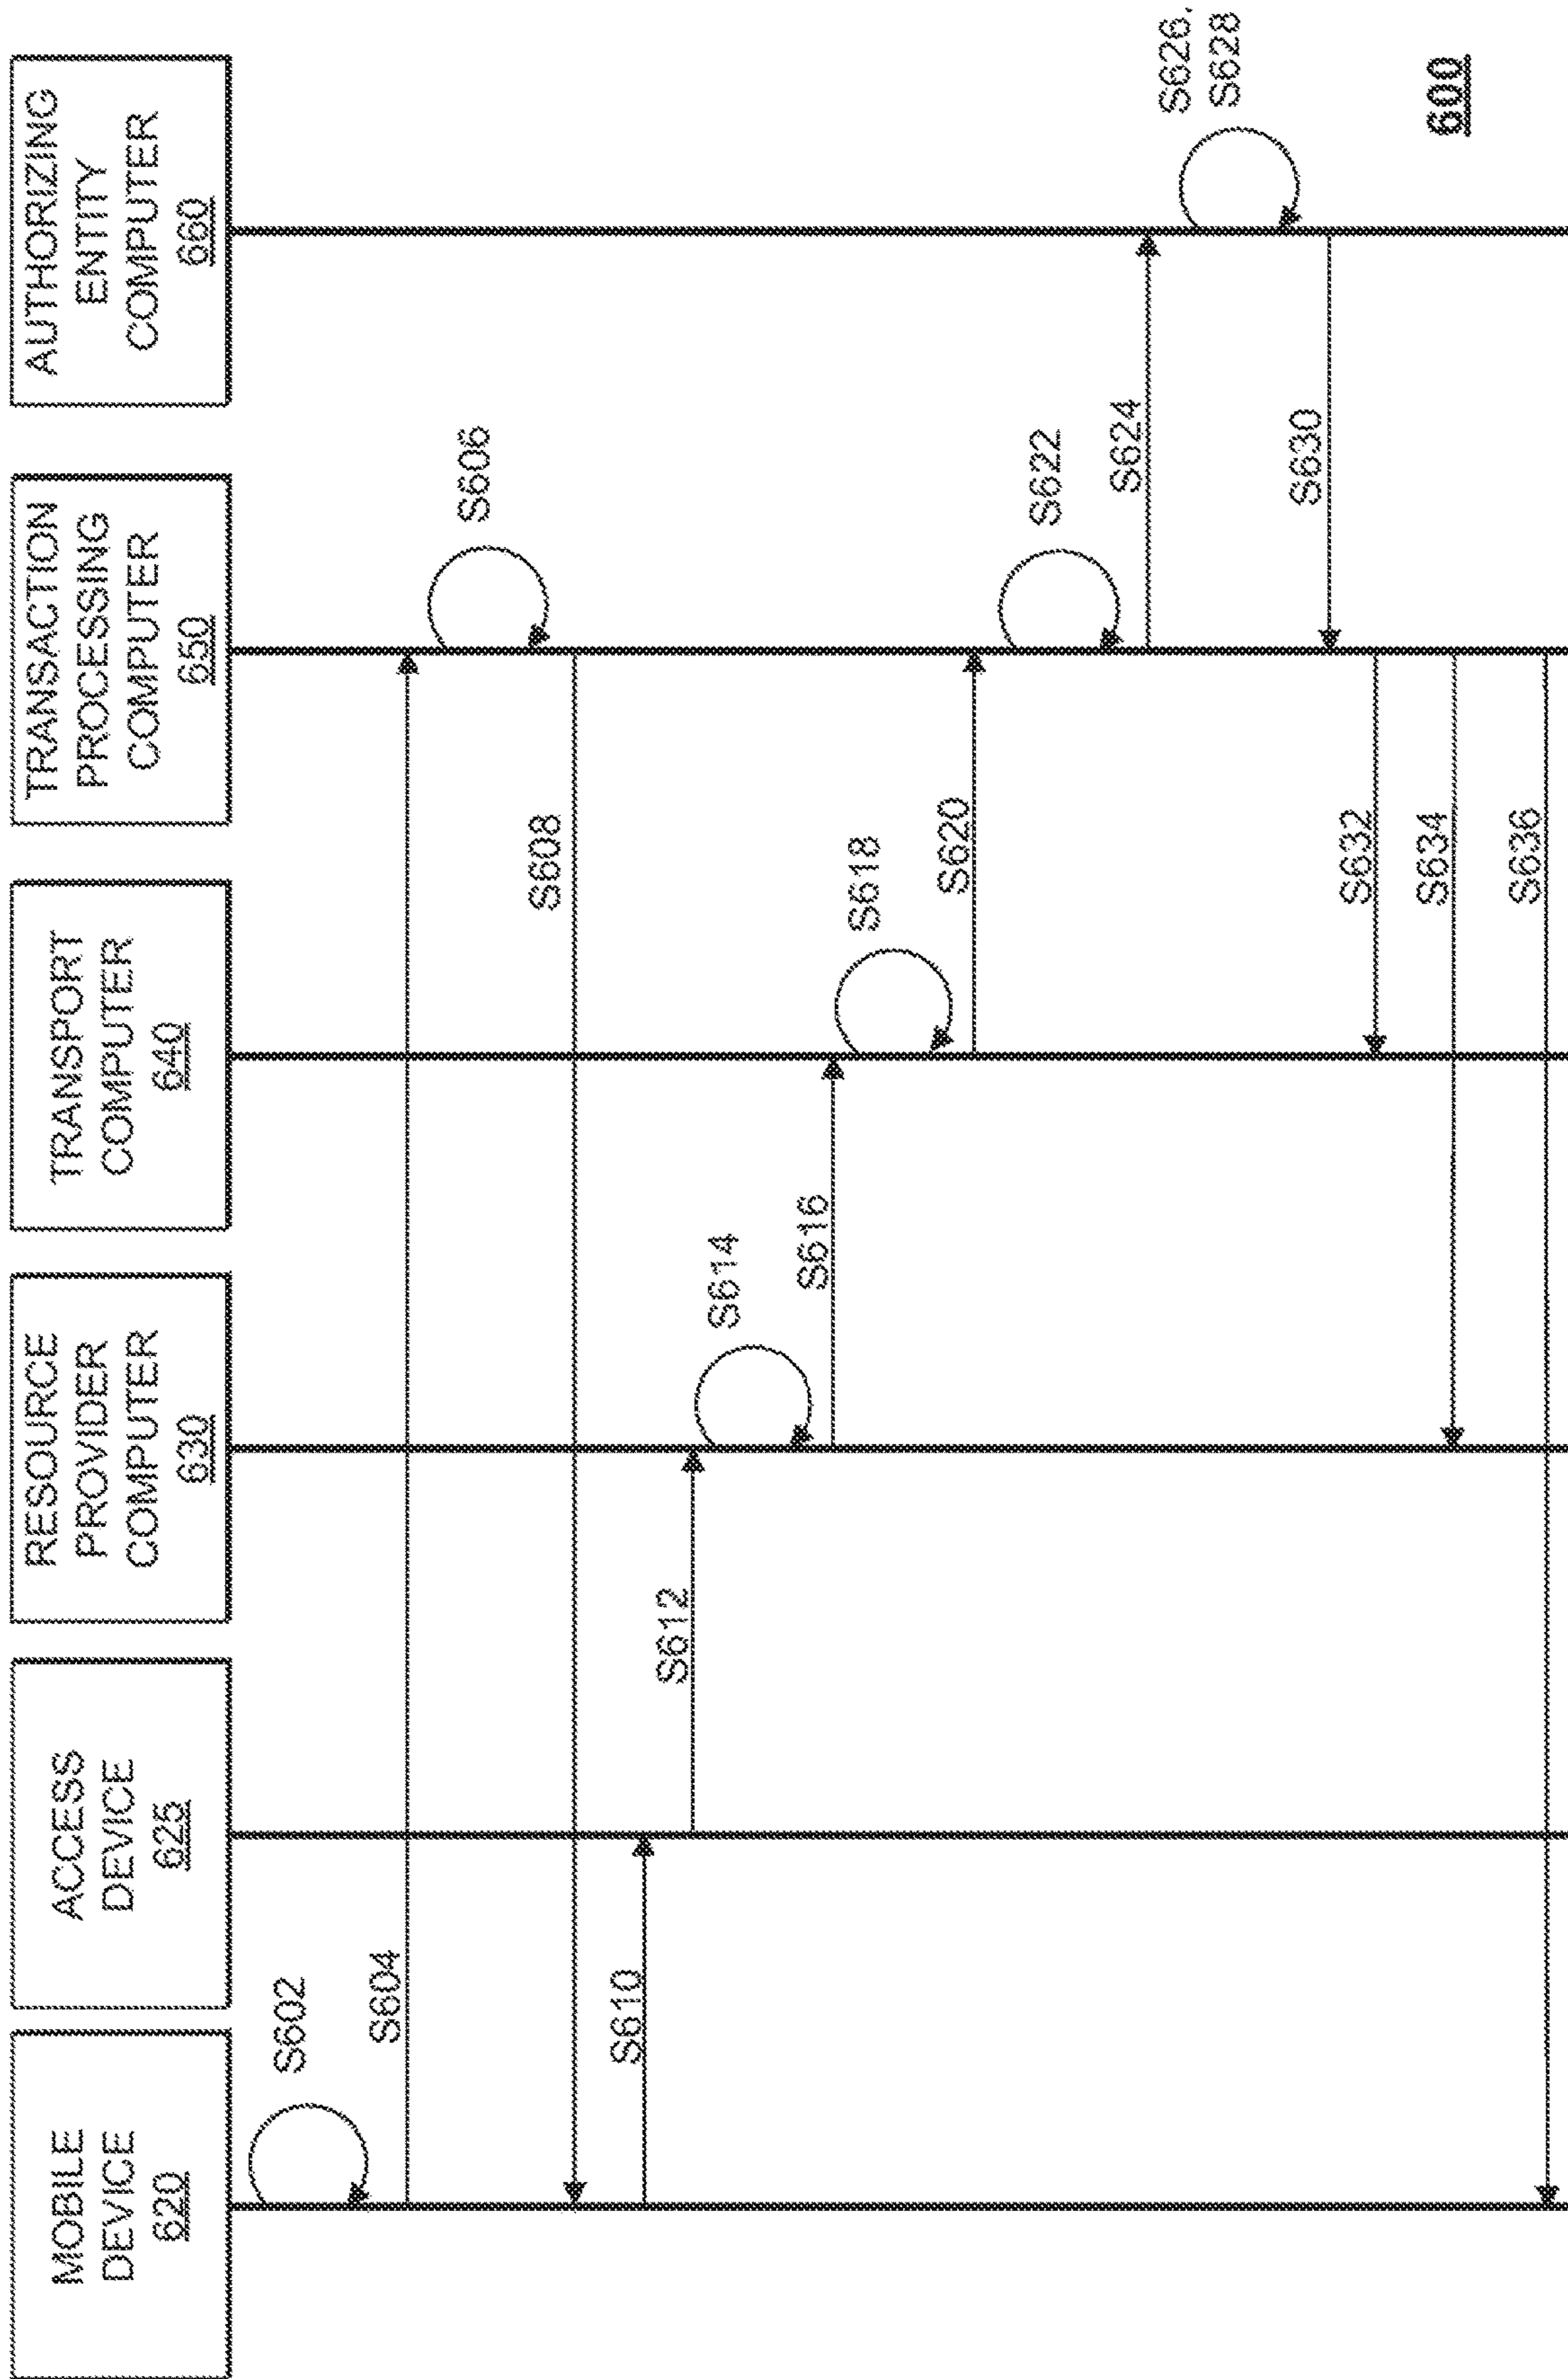 MOBILE
DEVICE
620
ACCESS
DEVICE
625
RESOURCE
PROVIDER
COMPUTER
630
TRANSPORT
COMPUTER
640
TRANSACTION
PROCESSING
COMPUTER
650
AUTHORIZING
ENTITY
COMPUTER
660
S602
S604
S606
S608
S610
S612
S614
S616
S618
S620
S622
S624
S626,
S628
S630
S632
S634
S636
600